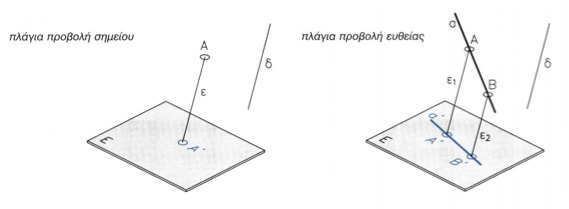 πλάγια προβολή σημείου
A
δ
ε
A'
E
πλάγια προβολή ευθείας
α
A
δ
ε₁
B
α'
A'
ε₂
B'
E